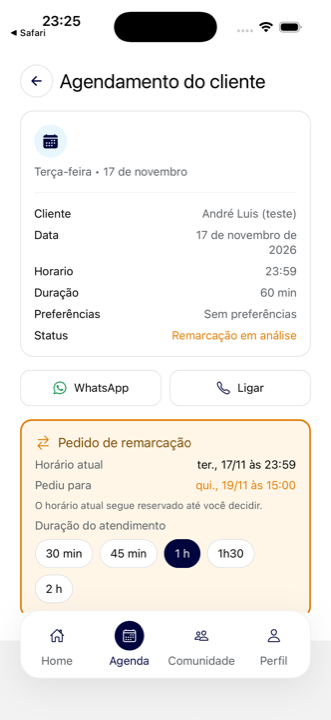 23:25
◀ Safari
Agendamento do cliente
Terça-feira • 17 de novembro
Cliente André Luis (teste)
Data 17 de novembro de
2026
Horario 23:59
Duração 60 min
Preferências Sem preferências
Status Remarcação em análise
WhatsApp Ligar
Pedido de remarcação
Horário atual ter., 17/11 às 23:59
Pediu para qui., 19/11 às 15:00
O horário atual segue reservado até você decidir.
Duração do atendimento
30 min 45 min 1 h 1h30
2 h
Home Agenda Comunidade Perfil